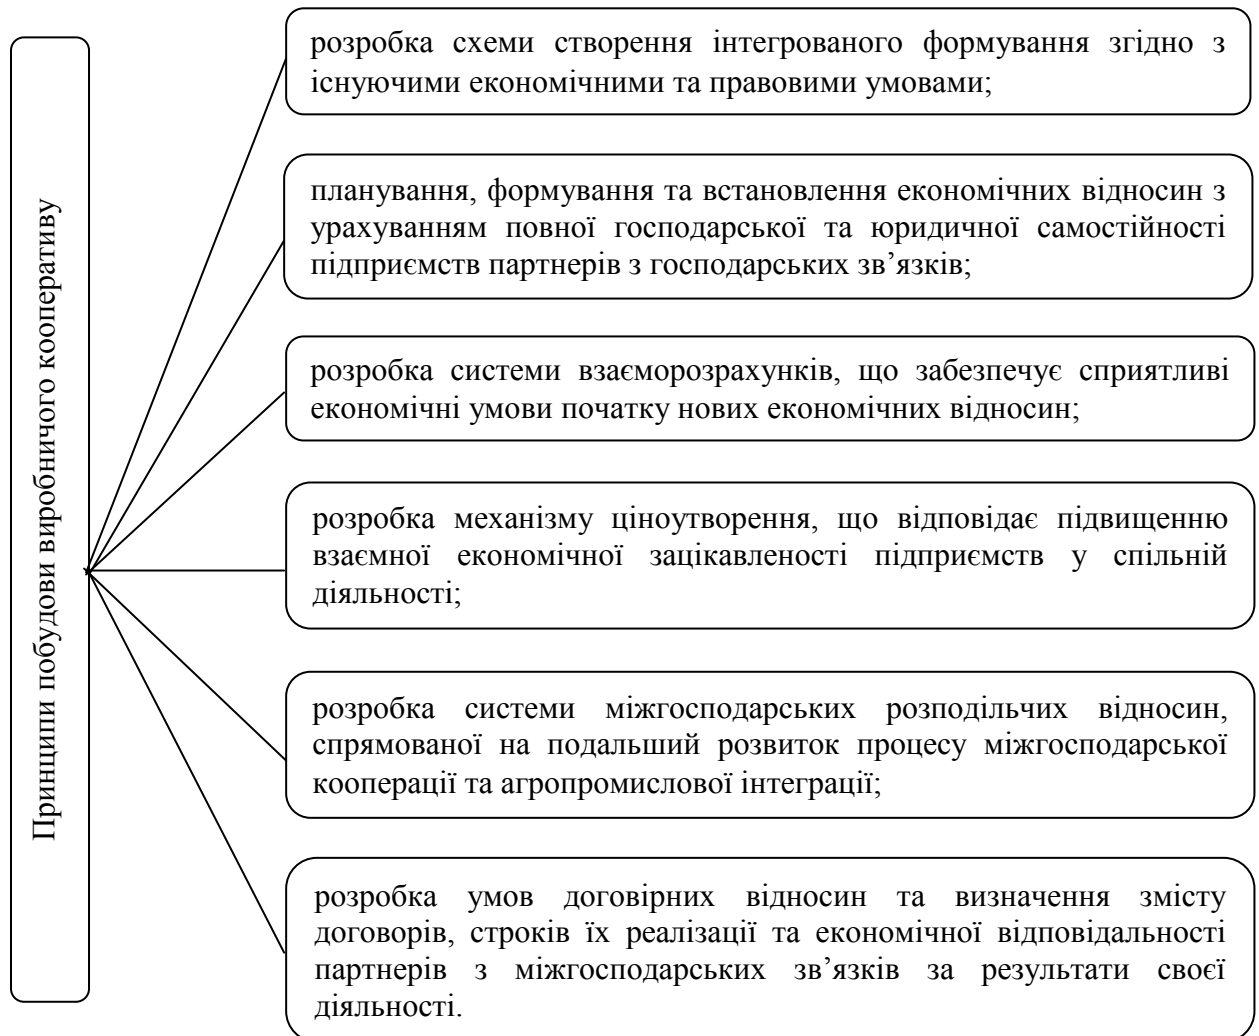 Принципи побудови виробничого кооперативу
розробка схеми створення інтегрованого формування згідно з
існуючими економічними та правовими умовами;
планування, формування та встановлення економічних відносин з
урахуванням повної господарської та юридичної самостійності
підприємств партнерів з господарських зв’язків;
розробка системи взаєморозрахунків, що забезпечує сприятливі
економічні умови початку нових економічних відносин;
розробка механізму ціноутворення, що відповідає підвищенню
взаємної економічної зацікавленості підприємств у спільній
діяльності;
розробка системи міжгосподарських розподільчих відносин,
спрямованої на подальший розвиток процесу міжгосподарської
кооперації та агропромислової інтеграції;
розробка умов договірних відносин та визначення змісту
договорів, строків їх реалізації та економічної відповідальності
партнерів з міжгосподарських зв’язків за результати своєї
діяльності.